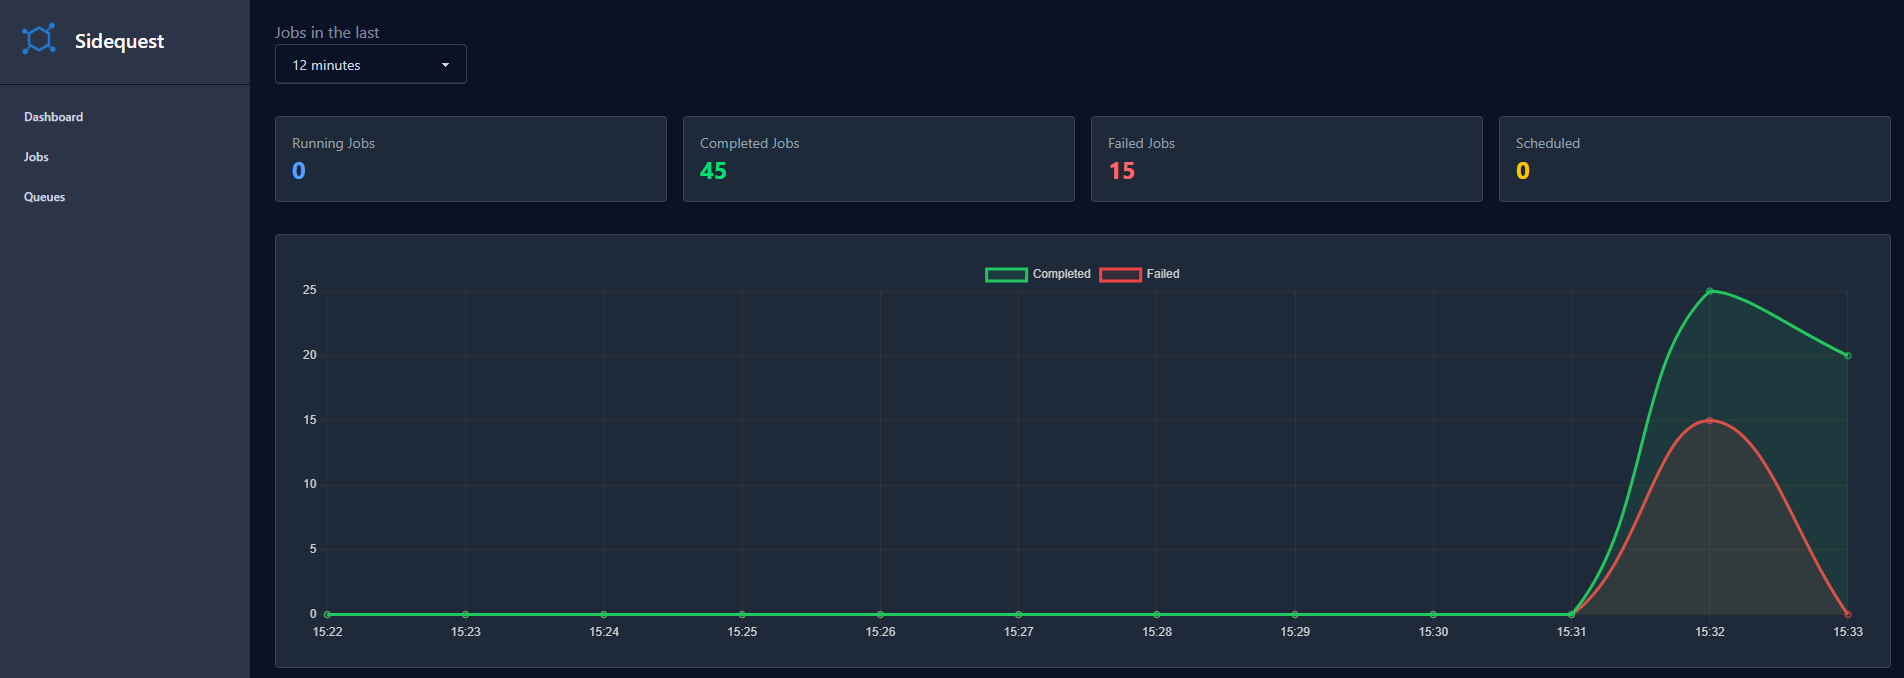 Sidequest
Dashboard
Jobs
Queues
Jobs in the last
12 minutes
Running Jobs
0
Completed Jobs
45
Failed Jobs
15
Scheduled
0
Completed Failed
25
20
15
10
5
0
15:22 15:23 15:24 15:25 15:26 15:27 15:28 15:29 15:30 15:31 15:32 15:33